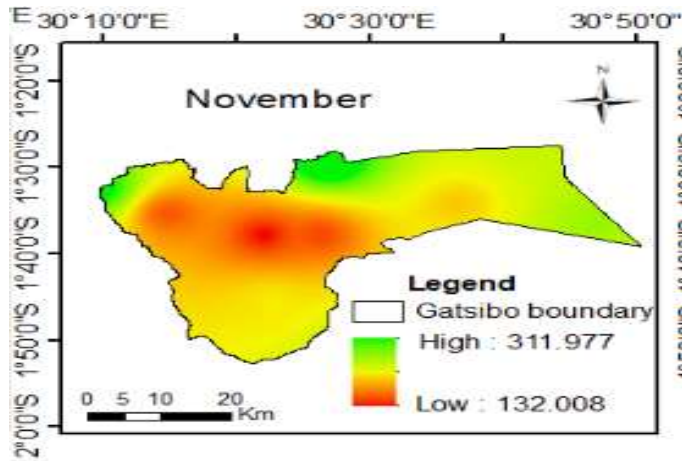 E 30°10'0"E 30°30'0"E 30°50'0"E
1°20'0"S
N
November
1°30'0"S
1°40'0"S
Legend
Gatsibo boundary
High : 311.977
1°50'0"S
0 5 10 20
Km
Low : 132.008
2°0'0"S